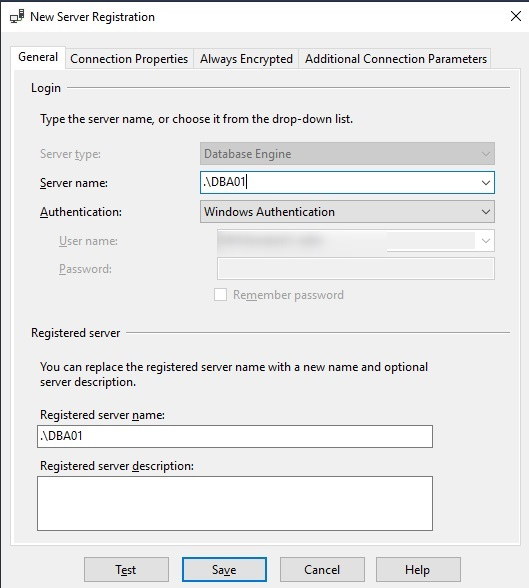 New Server Registration
General
Connection Properties
Always Encrypted
Additional Connection Parameters
Login
Type the server name, or choose it from the drop-down list.
Server type:
Database Engine
Server name:
.\DBA01
Authentication:
Windows Authentication
User name:
Password:
Remember password
Registered server
You can replace the registered server name with a new name and optional
server description.
Registered server name:
.\DBA01
Registered server description:
Test
Save
Cancel
Help